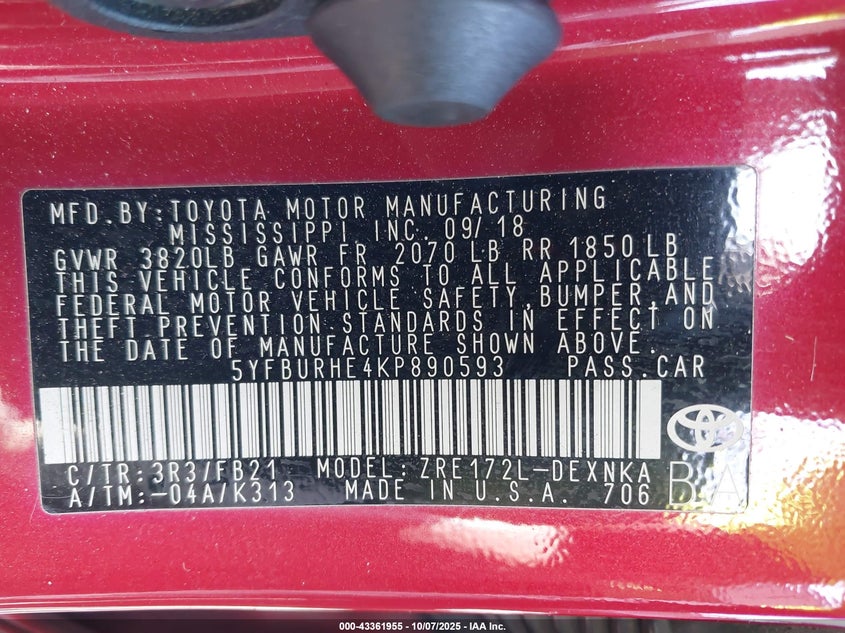 MFD.BY:TOYOTA MOTOR MANUFACTURING
MISSISSIPPI INC. 09/18
GVWR 3820LB GAWR FR 2070 LB RR 1850 LB
THIS VEHICLE CONFORMS TO ALL APPLICABLE
FEDERAL MOTOR VEHICLE SAFETY,BUMPER,AND
THEFT PREVENTION STANDARDS IN EFFECT ON
THE DATE OF MANUFACTURE SHOWN ABOVE.
5YFBURHE4KP890593 PASS.CAR
C/TR:3R3/FB21 MODEL:ZRE172L-DEXNKA
A/TM:-04A/K313 MADE IN U.S.A. 706
BA
000-43361955 - 10/07/2025 - IAA Inc.